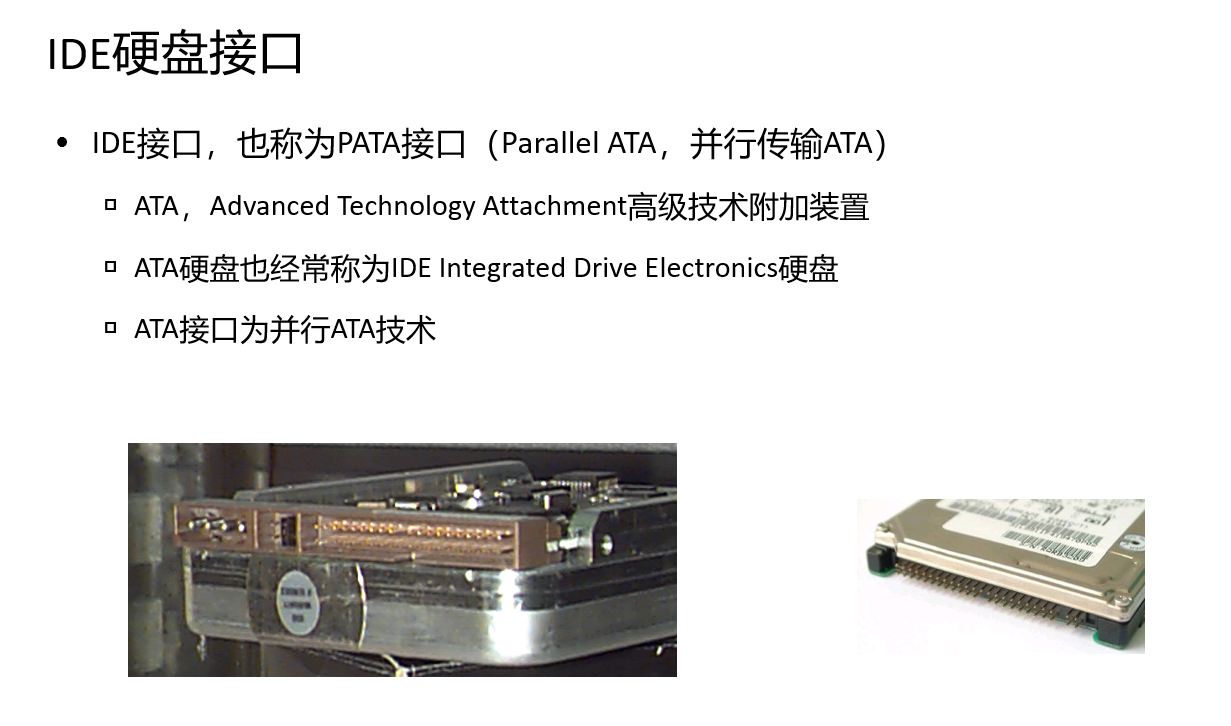 IDE硬盘接口
• IDE接口，也称为PATA接口（Parallel ATA，并行传输ATA）
▫ ATA，Advanced Technology Attachment高级技术附加装置
▫ ATA硬盘也经常称为IDE Integrated Drive Electronics硬盘
▫ ATA接口为并行ATA技术